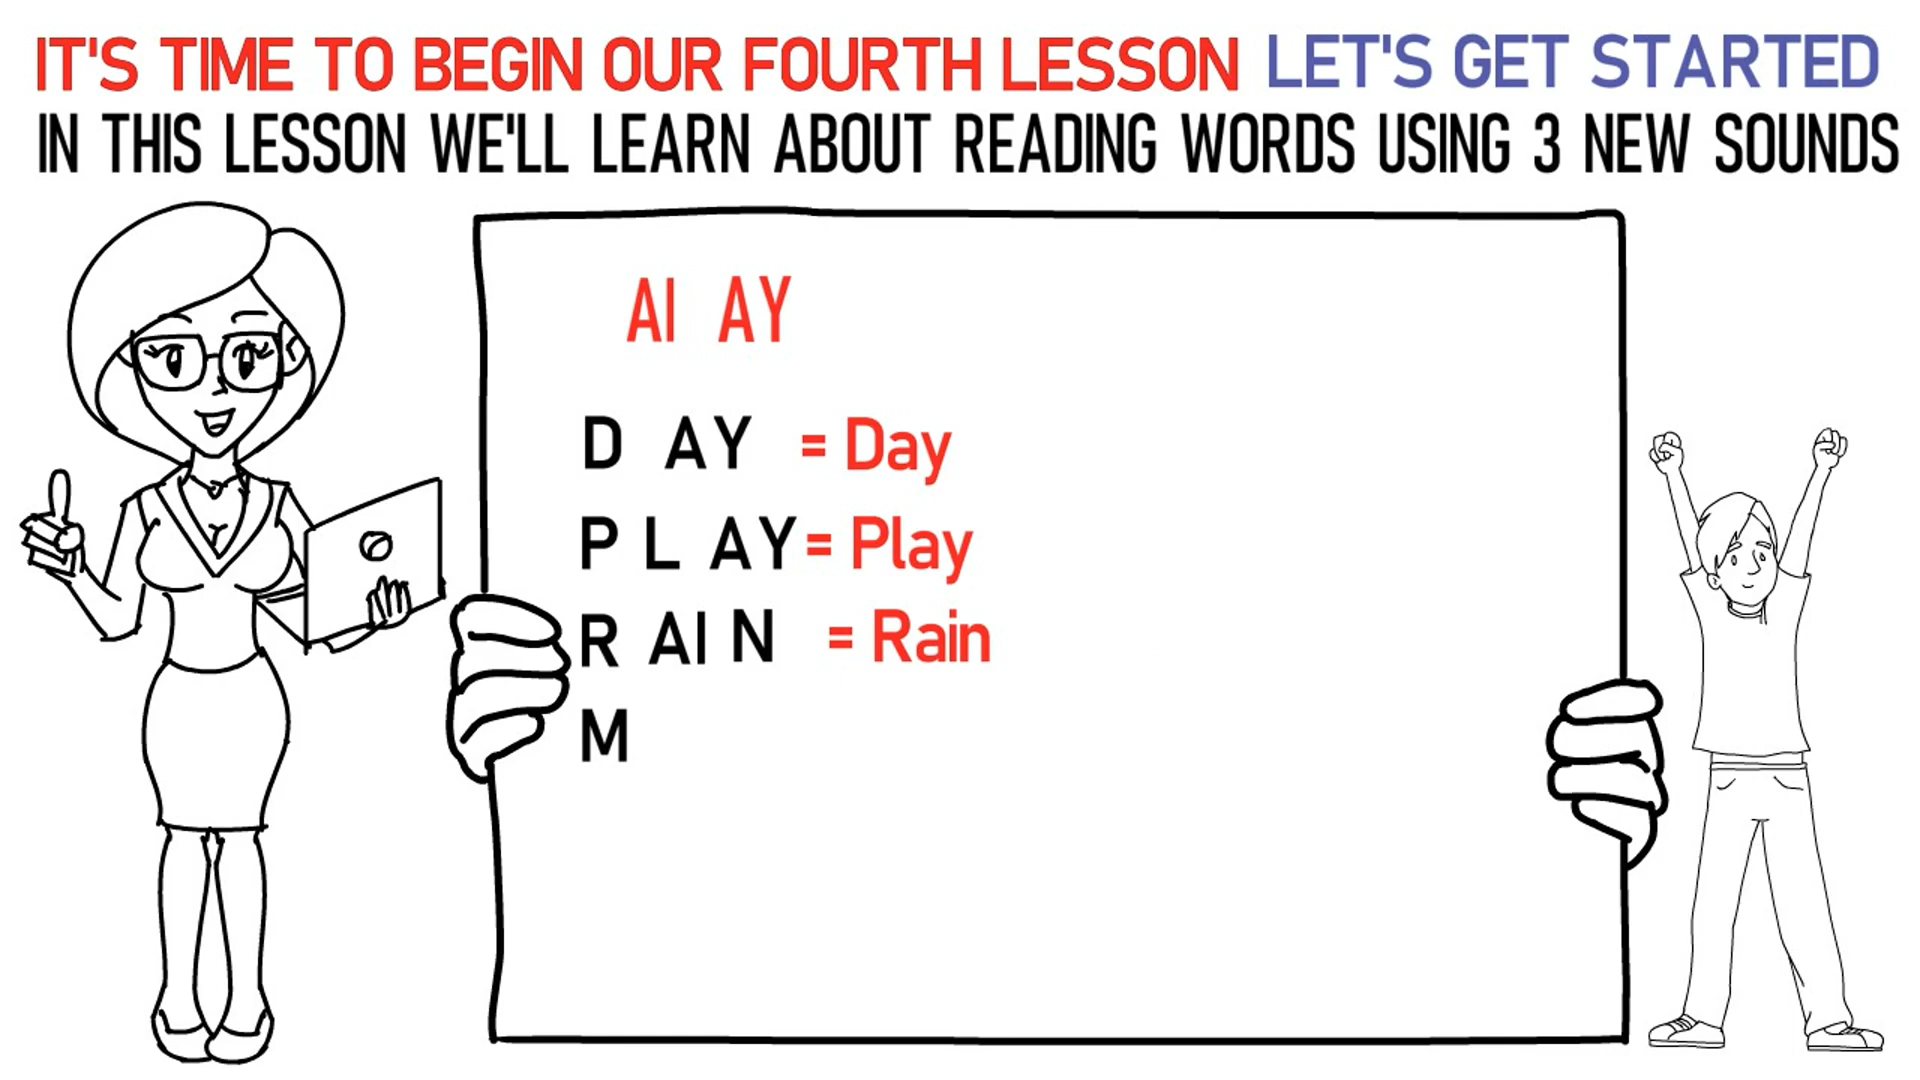 IT'S TIME TO BEGIN OUR FOURTH LESSON LET'S GET STARTED
IN THIS LESSON WE'LL LEARN ABOUT READING WORDS USING 3 NEW SOUNDS
AI AY
D AY = Day
P L AY = Play
R AI N = Rain
M